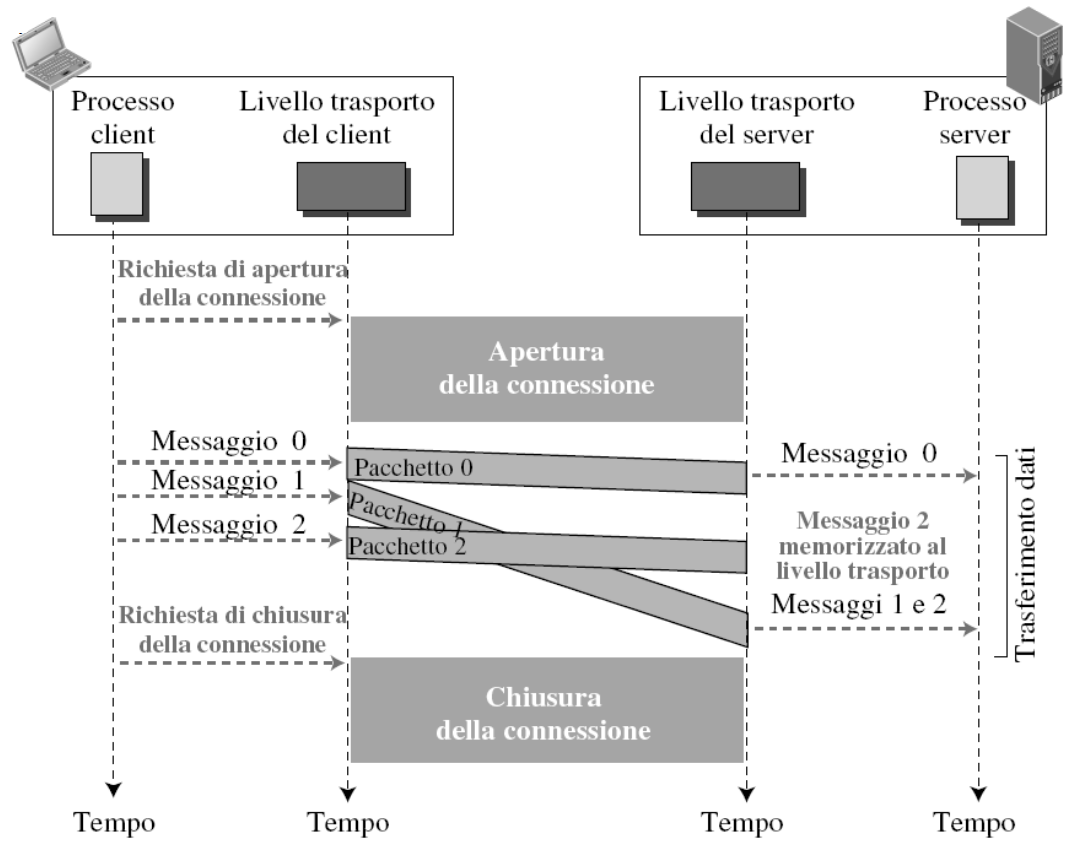 Processo
client
Livello trasporto
del client
Livello trasporto
del server
Processo
server
Richiesta di apertura
della connessione
Apertura
della connessione
Messaggio 0
Pacchetto 0
Messaggio 0
Messaggio 1
Pacchetto 1
Messaggio 2
Pacchetto 2
Messaggio 2
memorizzato al
livello trasporto
Messaggi 1 e 2
Trasferimento dati
Richiesta di chiusura
della connessione
Chiusura
della connessione
Tempo
Tempo
Tempo
Tempo